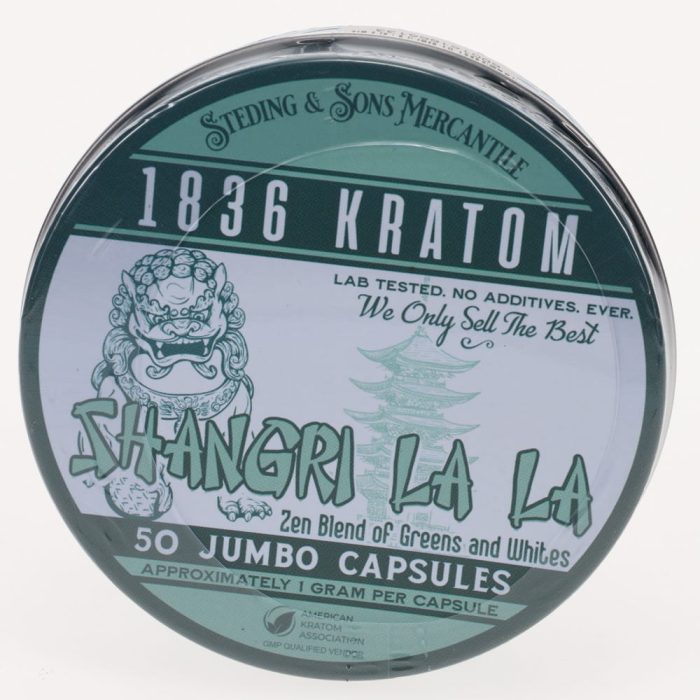 STEDING & SONS MERCANTILE
1836 KRATOM
LAB TESTED. NO ADDITIVES. EVER.
We Only Sell The Best
SHANGRI LA LA
Zen Blend of Greens and Whites
50 JUMBO CAPSULES
APPROXIMATELY 1 GRAM PER CAPSULE
AMERICAN
KRATOM
ASSOCIATION
GMP QUALIFIED VENDOR